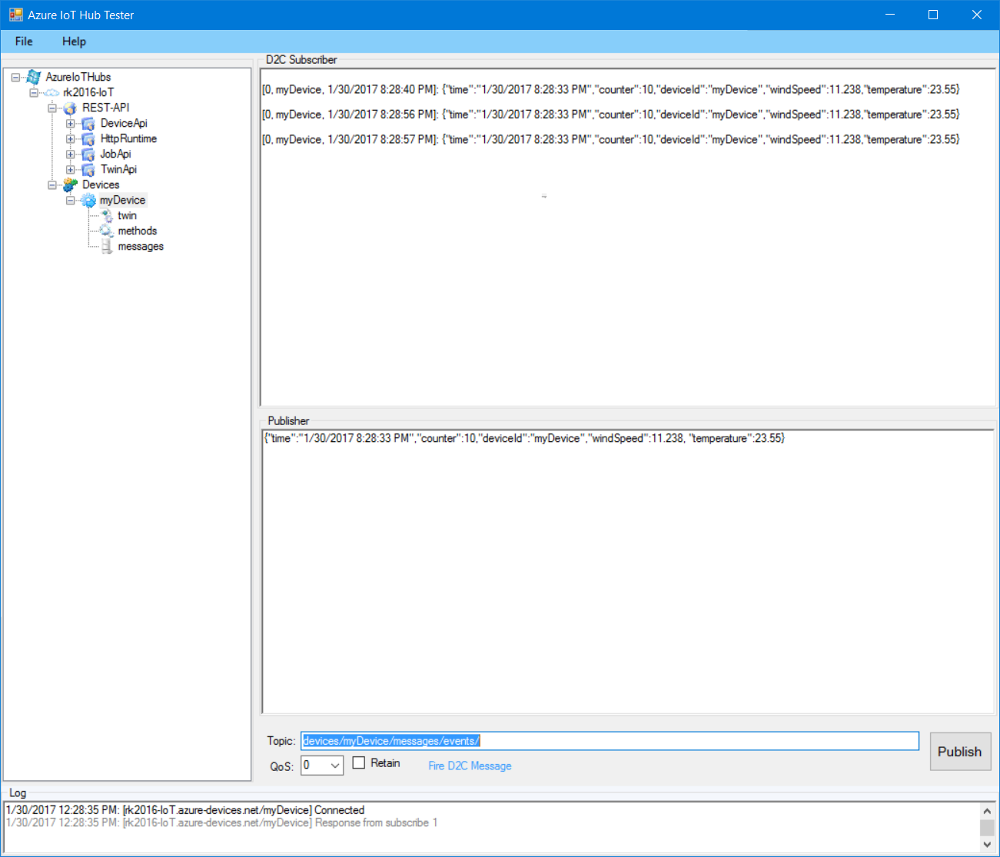 Azure IoT Hub Tester
File Help
AzureIoTHubs
rk2016-IoT
REST-API
DeviceApi
HttpRuntime
JobApi
TwinApi
Devices
myDevice
twin
methods
messages
D2C Subscriber
[0, myDevice, 1/30/2017 8:28:40 PM]: {"time":"1/30/2017 8:28:33 PM","counter":10,"deviceId":"myDevice","windSpeed":11.238,"temperature":23.55}
[0, myDevice, 1/30/2017 8:28:56 PM]: {"time":"1/30/2017 8:28:33 PM","counter":10,"deviceId":"myDevice","windSpeed":11.238,"temperature":23.55}
[0, myDevice, 1/30/2017 8:28:57 PM]: {"time":"1/30/2017 8:28:33 PM","counter":10,"deviceId":"myDevice","windSpeed":11.238,"temperature":23.55}
Publisher
{"time":"1/30/2017 8:28:33 PM","counter":10,"deviceId":"myDevice","windSpeed":11.238, "temperature":23.55}
Topic: devices/myDevice/messages/events/
QoS: 0 Retain Fire D2C Message
Publish
Log
1/30/2017 12:28:35 PM: [rk2016-IoT.azure-devices.net/myDevice] Connected
1/30/2017 12:28:35 PM: [rk2016-IoT.azure-devices.net/myDevice] Response from subscribe 1